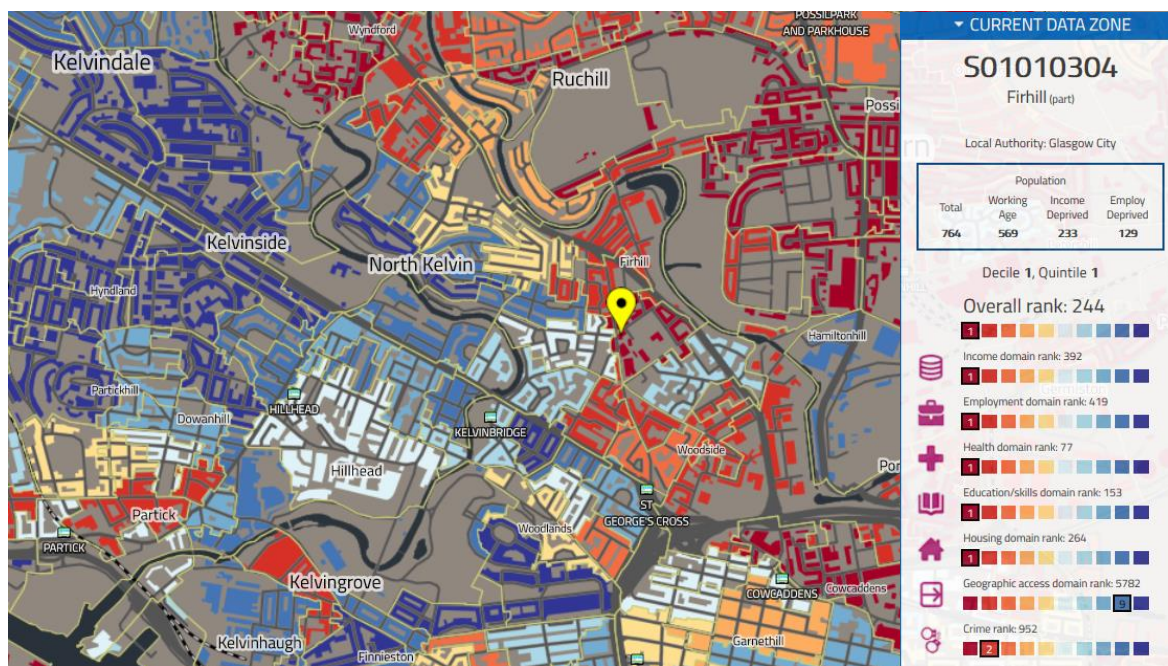 POSSILPARK
AND PARKHOUSE
Wyndford
Kelvindale
Ruchill
Possi
Kelvinside
North Kelvin
Firhill
Hyndland
Hamiltonhill
Partickhill
HILLHEAD
Dowanhill
KELVINBRIDGE
Hillhead
Woodside
Por
ST
GEORGE'S CROSS
Partick
Woodlands
PARTICK
Kelvingrove
COWCADDENS
Cowcaddens
Kelvinhaugh
Garnethill
Finnieston
CURRENT DATA ZONE
S01010304
Firhill (part)
Local Authority: Glasgow City
Population
Total Working Age Income Deprived Employ Deprived
764 569 233 129
Decile 1, Quintile 1
Overall rank: 244
1
Income domain rank: 392
1
Employment domain rank: 419
1
Health domain rank: 77
1
Education/skills domain rank: 153
1
Housing domain rank: 264
1
Geographic access domain rank: 5782
9
Crime rank: 952
2